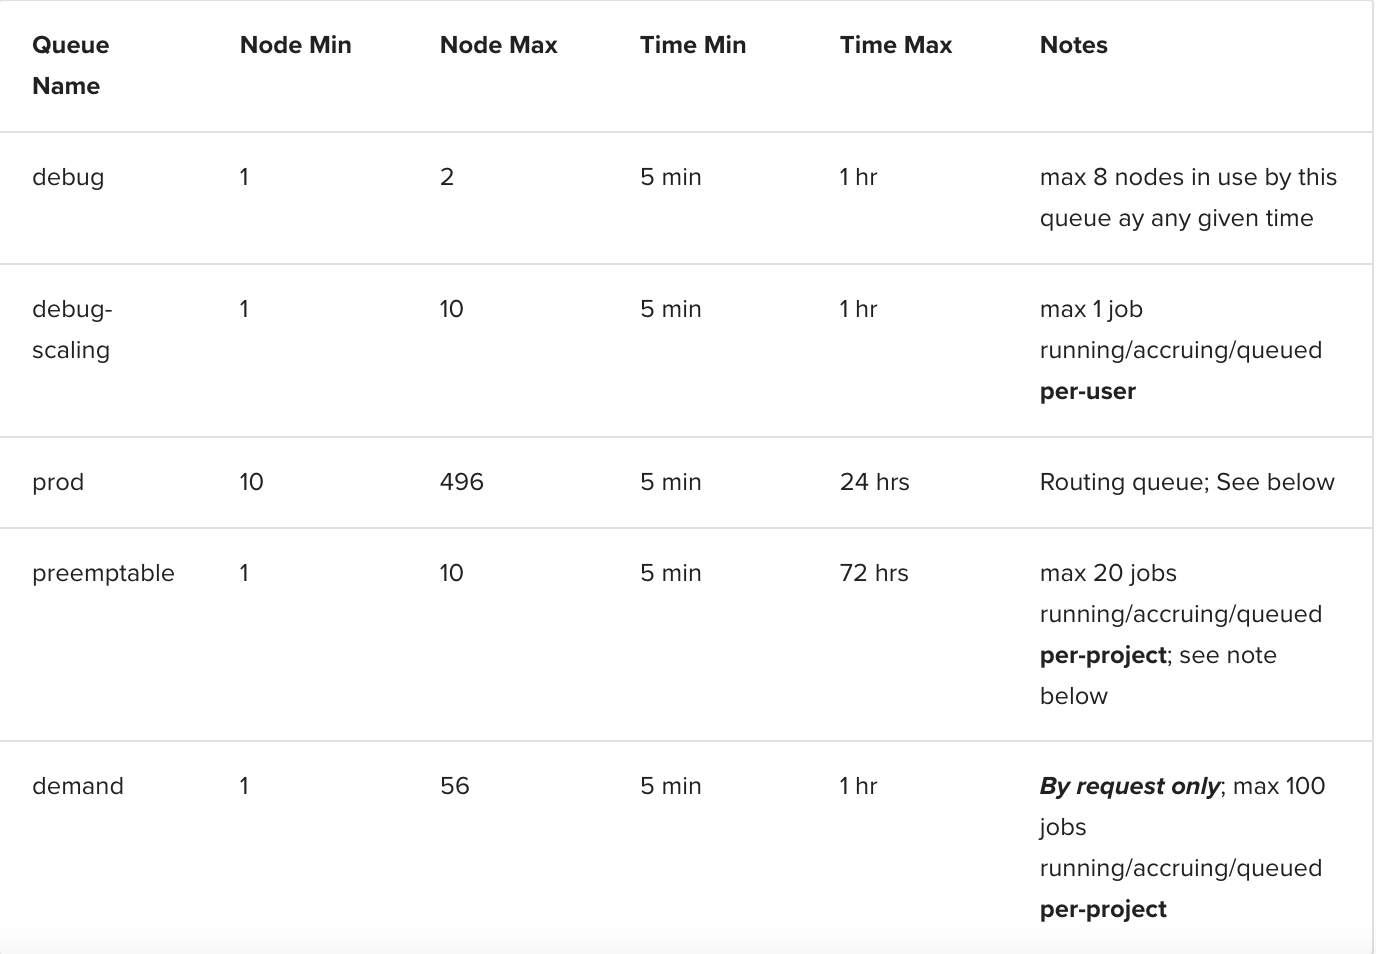 Queue Name Node Min Node Max Time Min Time Max Notes
debug 1 2 5 min 1 hr max 8 nodes in use by this
queue ay any given time
debug- 1 10 5 min 1 hr max 1 job
scaling running/accruing/queued
per-user
prod 10 496 5 min 24 hrs Routing queue; See below
preemptable 1 10 5 min 72 hrs max 20 jobs
running/accruing/queued
per-project; see note
below
demand 1 56 5 min 1 hr By request only; max 100
jobs
running/accruing/queued
per-project